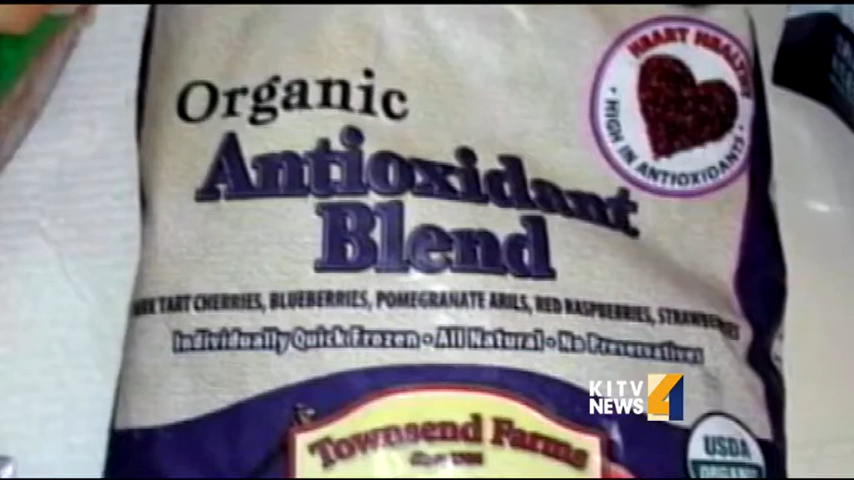 Organic
Antioxidant
Blend
TART CHERRIES, BLUEBERRIES, POMEGRANATE ARILS, RED RASPBERRIES, STRAWBERRIES
Individually Quick Frozen • All Natural • No Preservatives
Townsend Farms
HEART HEALTHY
• HIGH IN ANTIOXIDANTS •
USDA
ORGANIC
KITV
NEWS 4